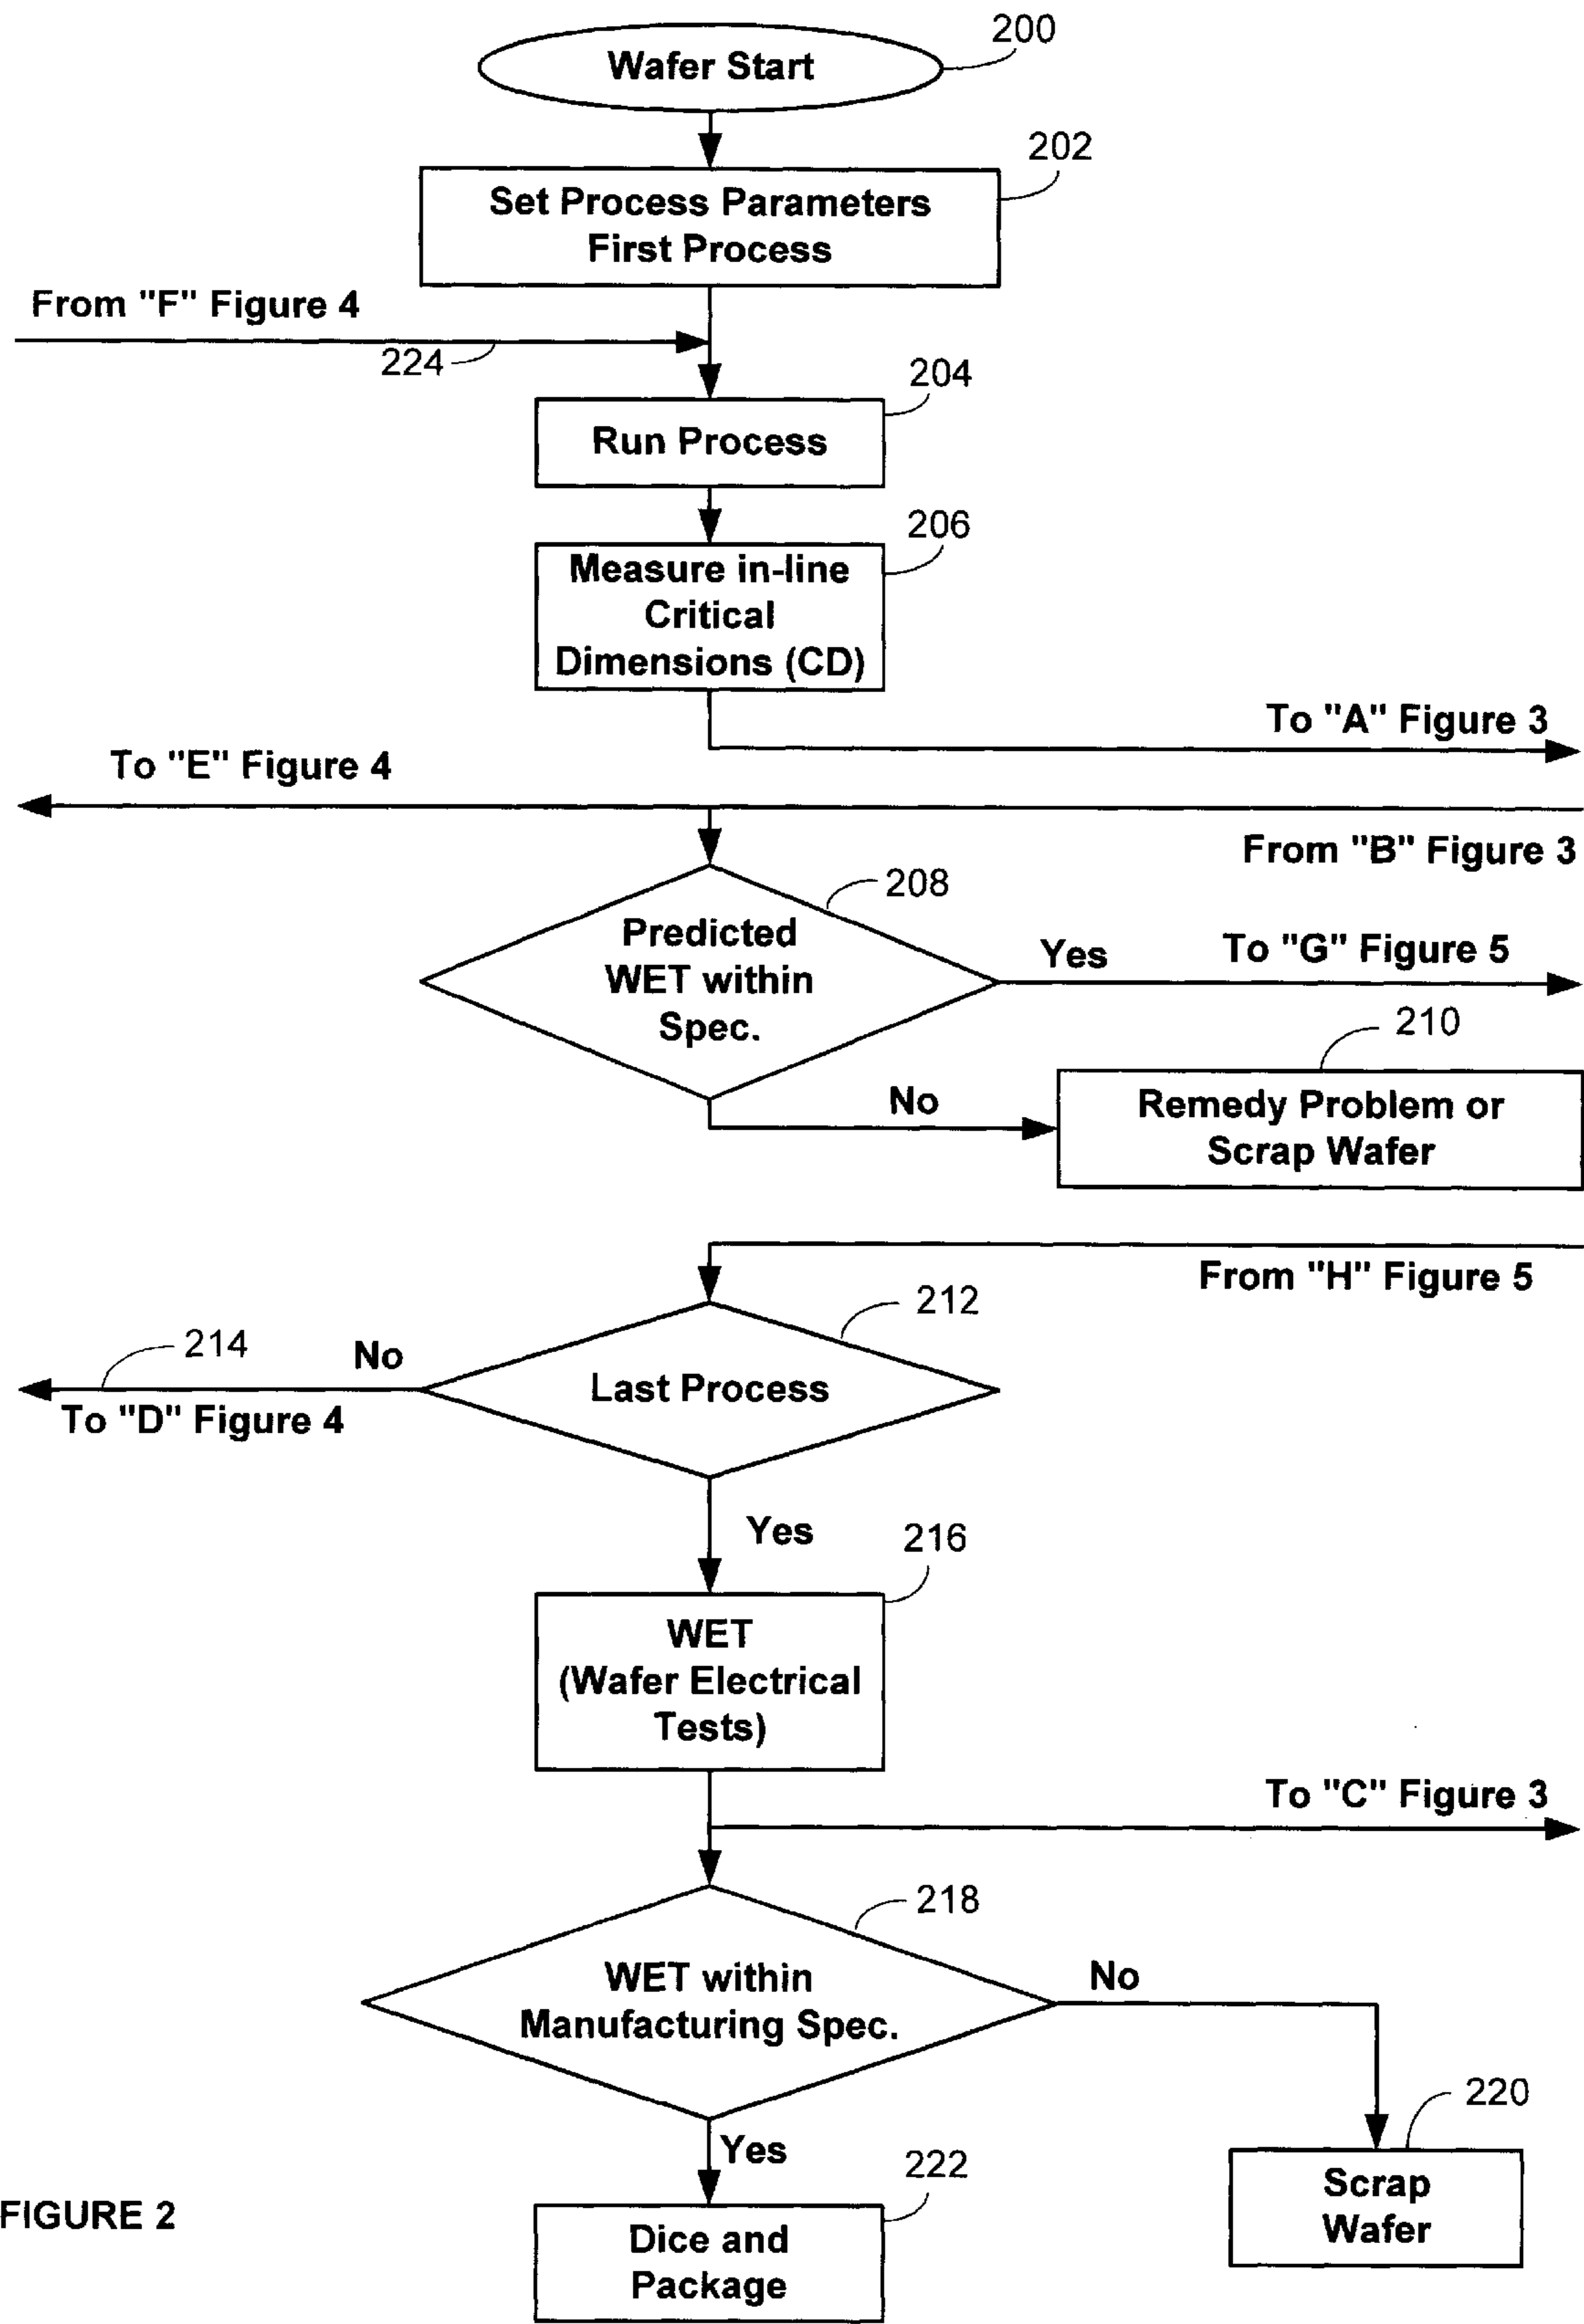 200
Wafer Start
202
Set Process Parameters
First Process
From "F" Figure 4
224
204
Run Process
206
Measure in-line
Critical
Dimensions (CD)
To "A" Figure 3
To "E" Figure 4
From "B" Figure 3
208
Predicted
WET within
Spec.
Yes
To "G" Figure 5
210
No
Remedy Problem or
Scrap Wafer
From "H" Figure 5
212
214
No
Last Process
To "D" Figure 4
Yes
216
WET
(Wafer Electrical
Tests)
To "C" Figure 3
218
WET within
Manufacturing Spec.
No
220
Yes
222
Scrap
Wafer
FIGURE 2
Dice and
Package